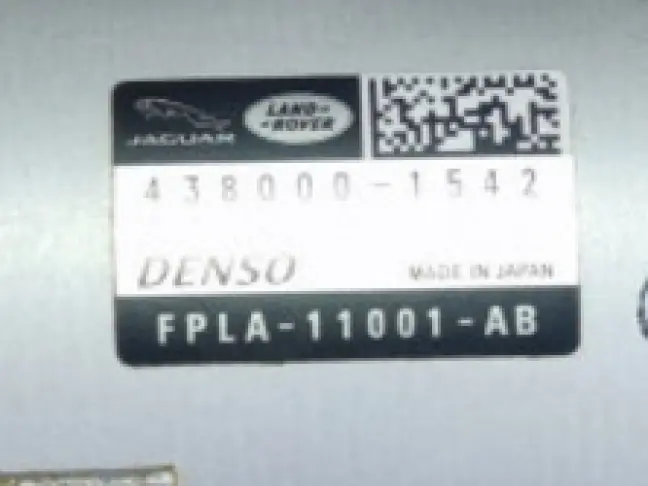 JAGUAR
LAND-
-ROVER
438000-1542
DENSO
MADE IN JAPAN
FPLA-11001-AB